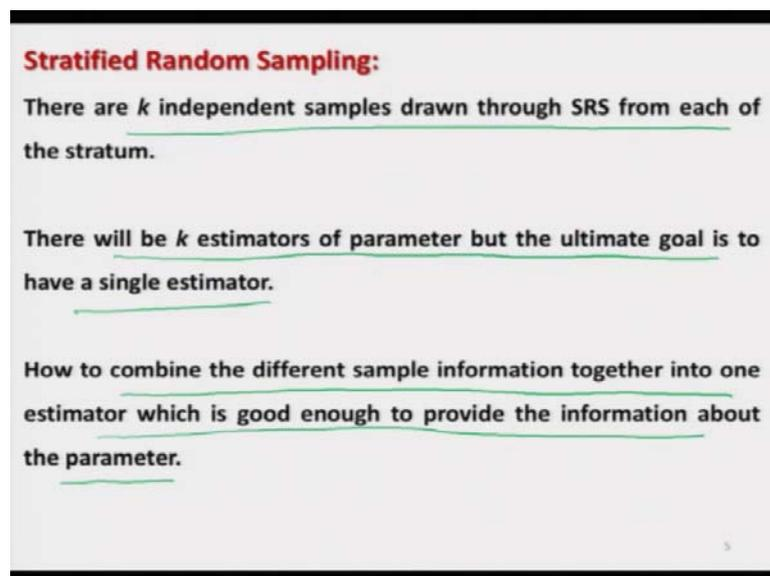 Stratified Random Sampling:
There are k independent samples drawn through SRS from each of
the stratum.
There will be k estimators of parameter but the ultimate goal is to
have a single estimator.
How to combine the different sample information together into one
estimator which is good enough to provide the information about
the parameter.
5